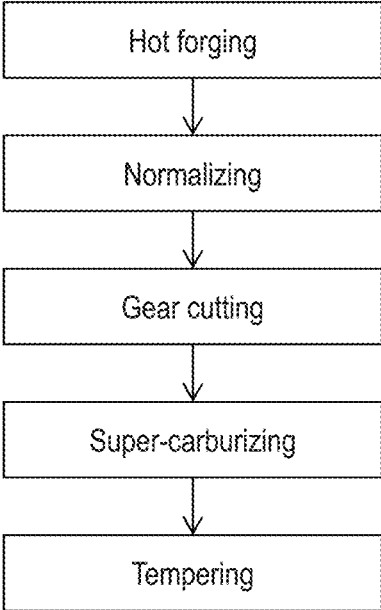 Hot forging
Normalizing
Gear cutting
Super-carburizing
Tempering